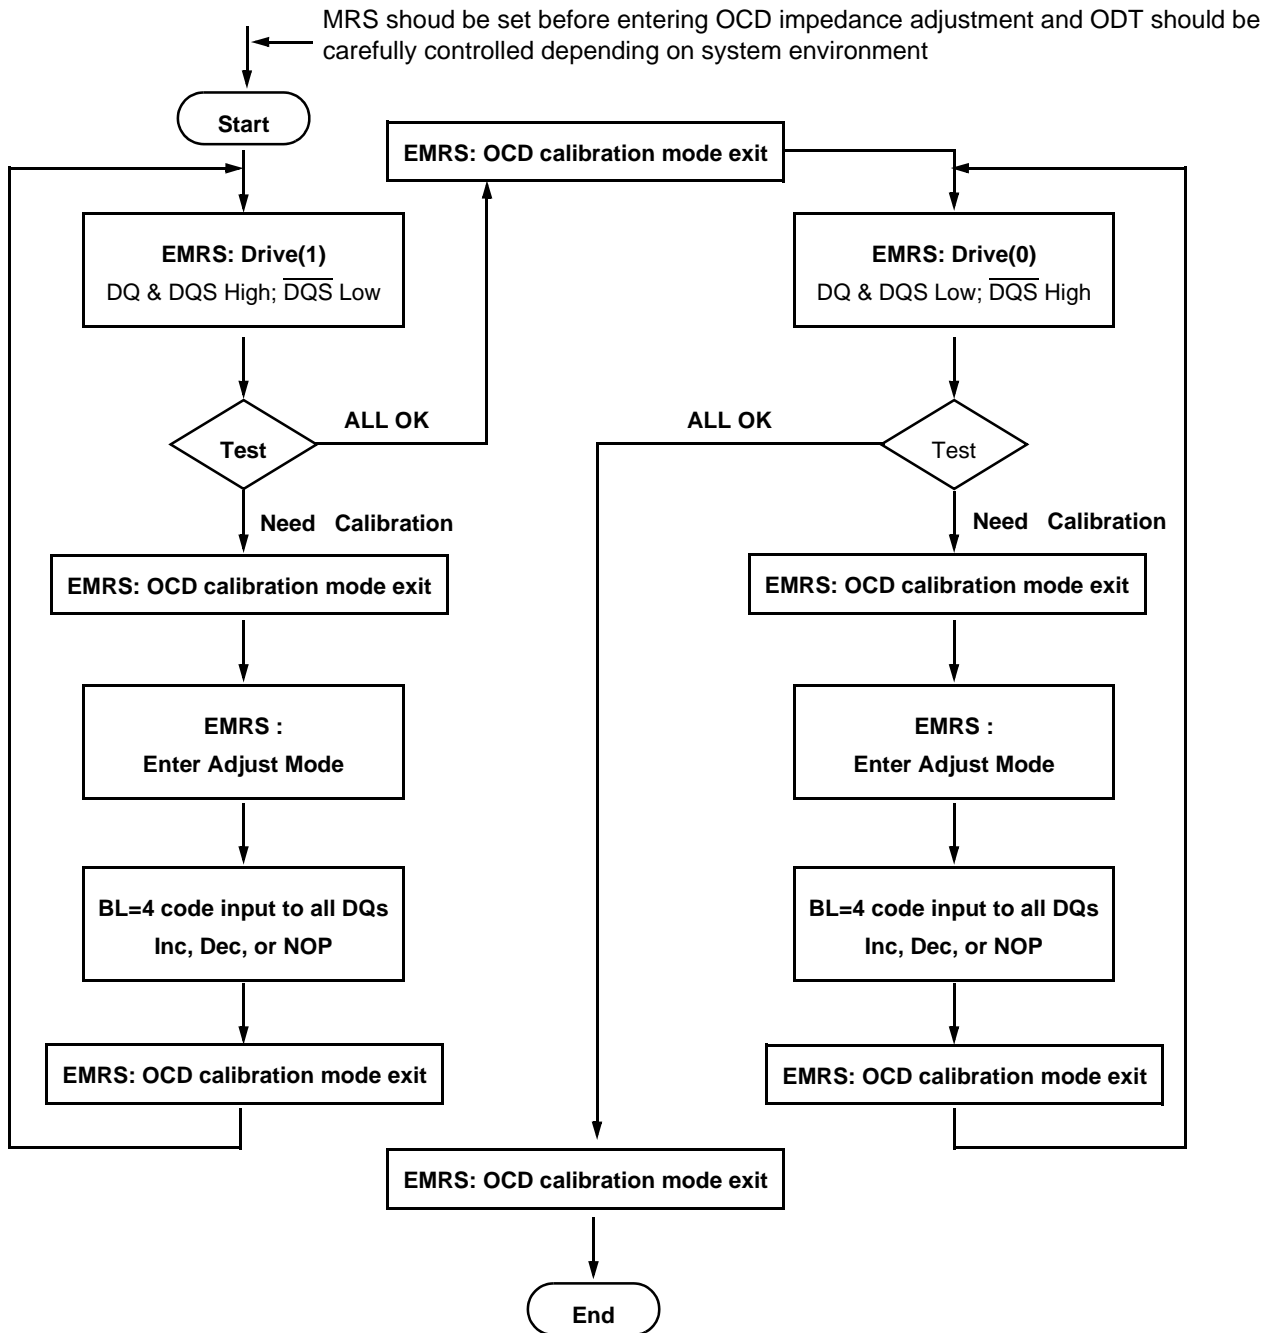 MRS shoud be set before entering OCD impedance adjustment and ODT should be
carefully controlled depending on system environment
Start
EMRS: OCD calibration mode exit
EMRS: Drive(1)
DQ & DQS High; D̅Q̅S̅ Low
EMRS: Drive(0)
DQ & DQS Low; D̅Q̅S̅ High
ALL OK
ALL OK
Test
Test
Need Calibration
Need Calibration
EMRS: OCD calibration mode exit
EMRS: OCD calibration mode exit
EMRS :
Enter Adjust Mode
EMRS :
Enter Adjust Mode
BL=4 code input to all DQs
Inc, Dec, or NOP
BL=4 code input to all DQs
Inc, Dec, or NOP
EMRS: OCD calibration mode exit
EMRS: OCD calibration mode exit
EMRS: OCD calibration mode exit
End